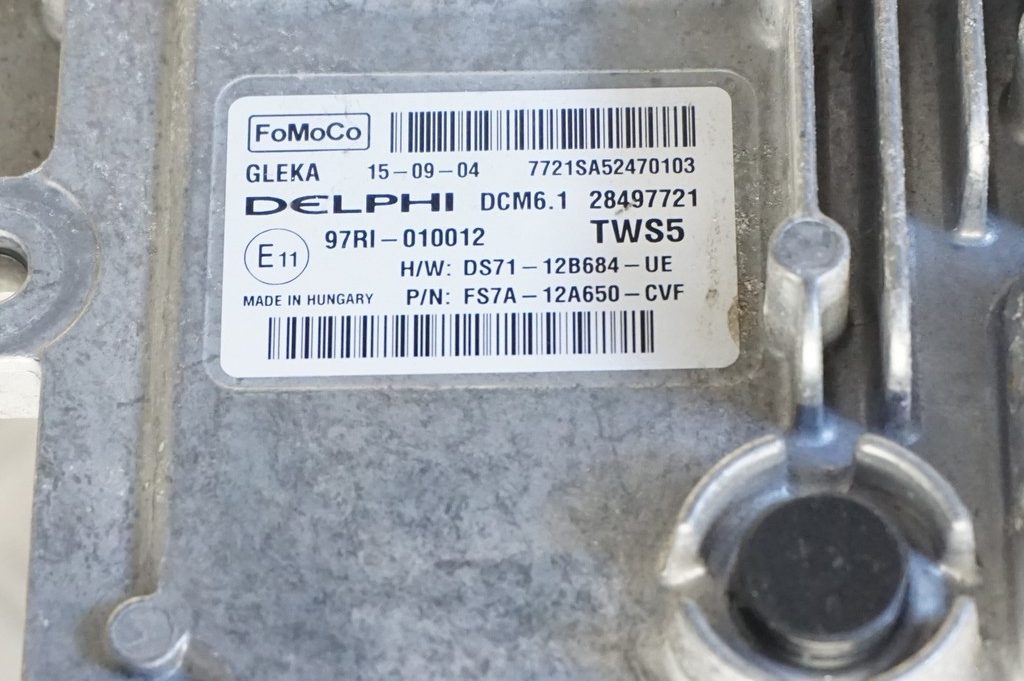 FoMoCo
GLEKA 15-09-04 7721SA52470103
DELPHI DCM6.1 28497721
E11 97RI-010012 TWS5
H/W: DS71-12B684-UE
MADE IN HUNGARY P/N: FS7A-12A650-CVF